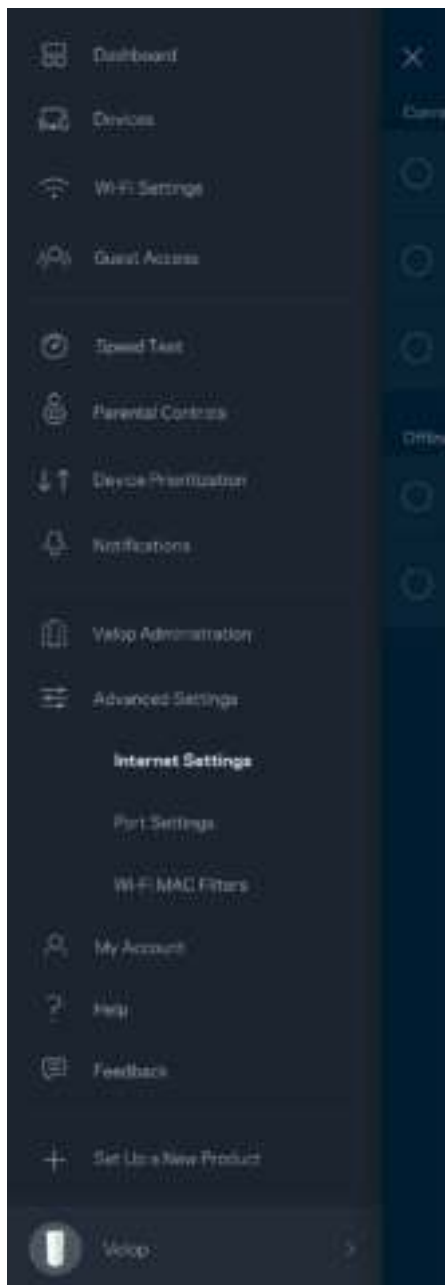 Dashboard
Devices
Wi-Fi Settings
Guest Access
Speed Test
Parental Controls
Device Prioritization
Notifications
Velop Administration
Advanced Settings
Internet Settings
Port Settings
Wi-Fi MAC Filters
My Account
Help
Feedback
Set Up a New Product
Velop
Offline